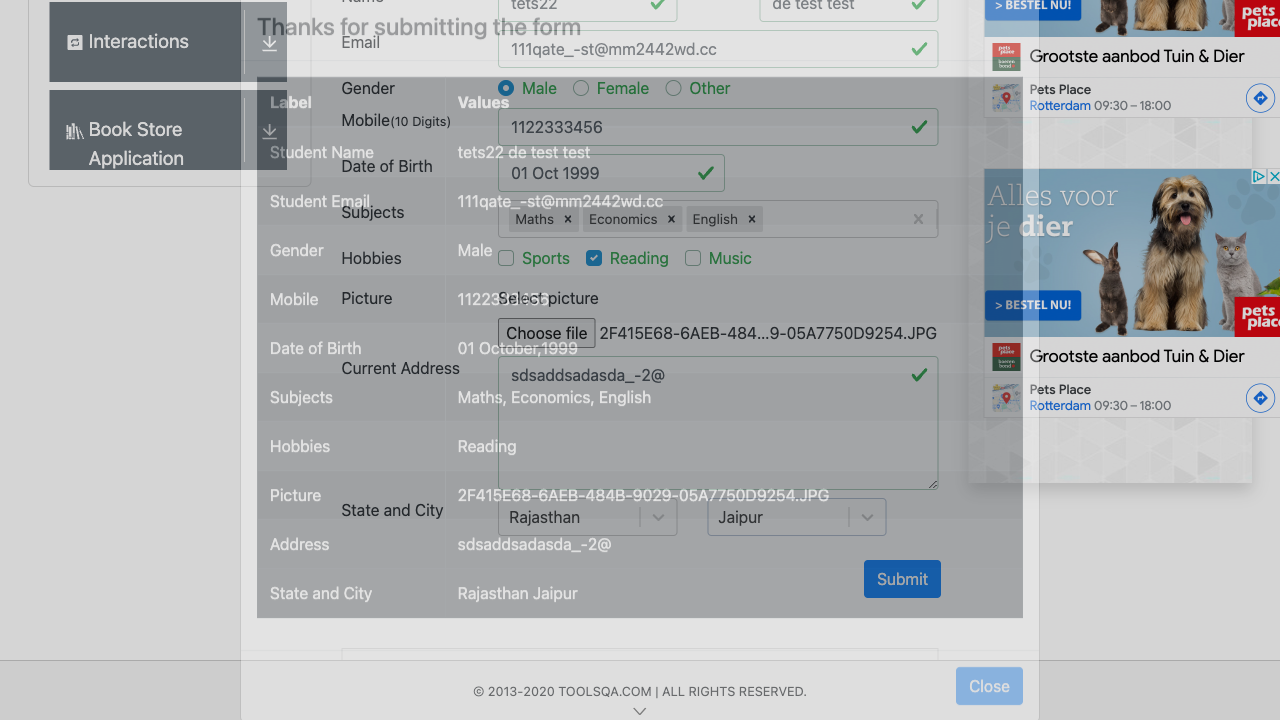 Interactions
Book Store
Application
Thanks for submitting the form
Name
tets22
de test test
Email
111qate_-st@mm2442wd.cc
Gender
Male
Female
Other
Mobile(10 Digits)
1122333456
Date of Birth
01 Oct 1999
Subjects
Maths × Economics × English ×
Hobbies
Sports
Reading
Music
Picture
Select picture
Choose file 2F415E68-6AEB-484...9-05A7750D9254.JPG
Current Address
sdsaddsadasda_-2@
State and City
Rajasthan
Jaipur
Submit
Label Values
Student Name tets22 de test test
Student Email 111qate_-st@mm2442wd.cc
Gender Male
Mobile 1122333456
Date of Birth 01 October,1999
Subjects Maths, Economics, English
Hobbies Reading
Picture 2F415E68-6AEB-484B-9029-05A7750D9254.JPG
Address sdsaddsadasda_-2@
State and City Rajasthan Jaipur
Close
© 2013-2020 TOOLSQA.COM | ALL RIGHTS RESERVED.
> BESTEL NU!
pets
place
Grootste aanbod Tuin & Dier
Pets Place
Rotterdam 09:30 – 18:00
Alles voor
je dier
> BESTEL NU!
pets
place
Grootste aanbod Tuin & Dier
Pets Place
Rotterdam 09:30 – 18:00